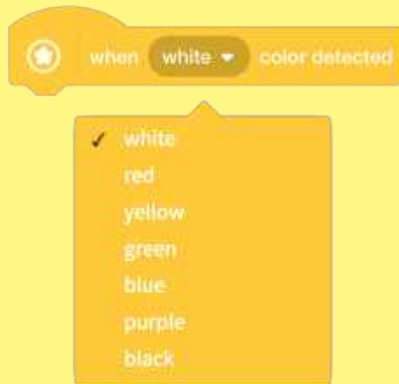 when white color detected
white
red
yellow
green
blue
purple
black